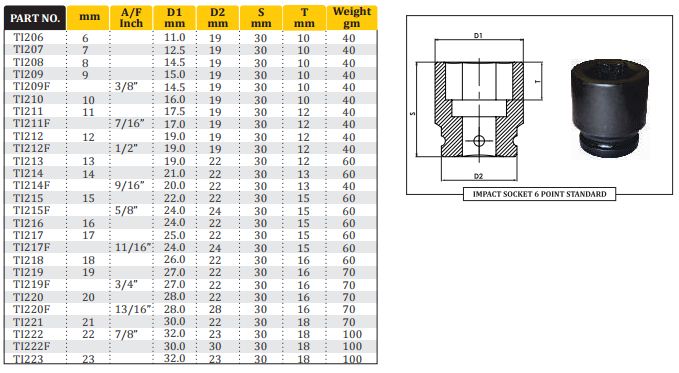 PART NO. mm A/F Inch D1 mm D2 mm S mm T mm Weight gm
TI206 6 11.0 19 30 10 40
TI207 7 12.5 19 30 10 40
TI208 8 14.5 19 30 10 40
TI209 9 15.0 19 30 10 40
TI209F 3/8” 14.5 19 30 10 40
TI210 10 16.0 19 30 10 40
TI211 11 17.5 19 30 12 40
TI211F 7/16” 17.0 19 30 12 40
TI212 12 19.0 19 30 12 40
TI212F 1/2” 19.0 19 30 12 40
TI213 13 19.0 22 30 12 60
TI214 14 21.0 22 30 13 60
TI214F 9/16” 20.0 22 30 13 40
TI215 15 22.0 22 30 15 60
TI215F 5/8” 24.0 24 30 15 60
TI216 16 24.0 22 30 15 60
TI217 17 25.0 22 30 15 60
TI217F 11/16” 24.0 24 30 15 60
TI218 18 26.0 22 30 16 60
TI219 19 27.0 22 30 16 70
TI219F 3/4” 27.0 22 30 16 70
TI220 20 28.0 22 30 16 70
TI220F 13/16” 28.0 28 30 16 70
TI221 21 30.0 22 30 18 70
TI222 22 7/8” 32.0 23 30 18 100
TI222F 30.0 30 30 18 100
TI223 23 32.0 23 30 18 100
D1
T
S
D2
IMPACT SOCKET 6 POINT STANDARD